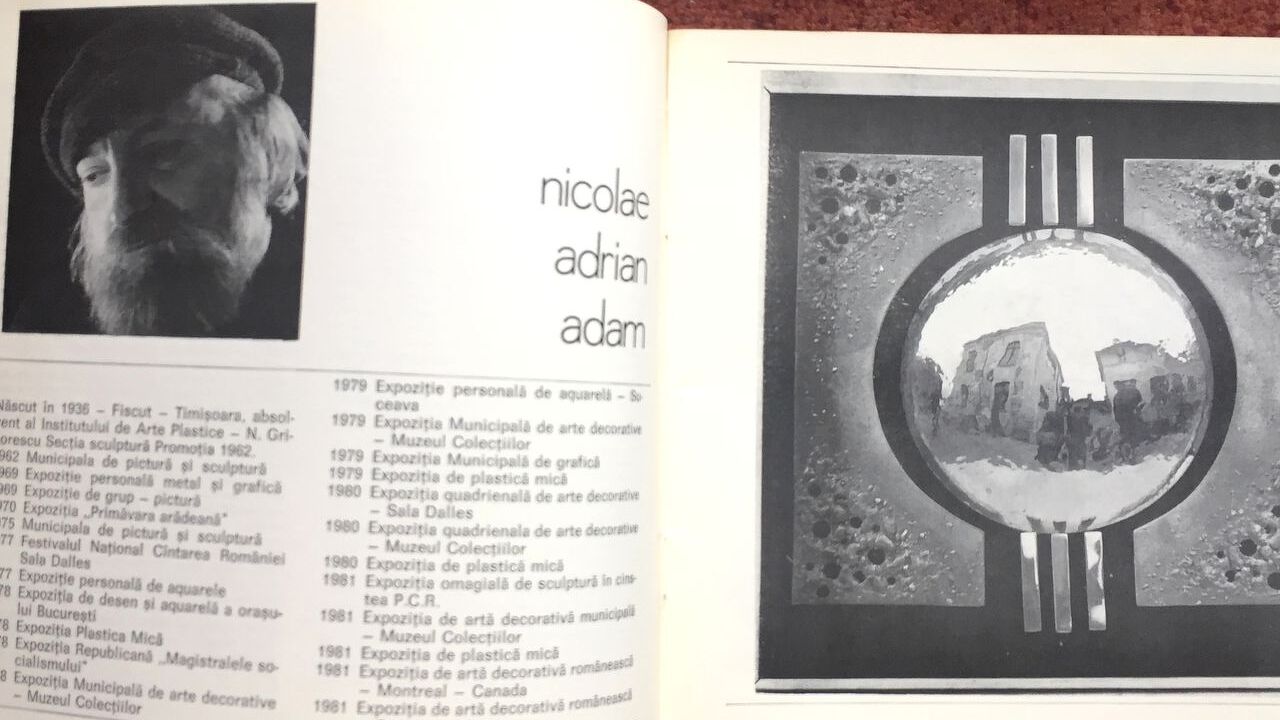 nicolae
adrian
adam
Născut în 1936 – Fiscut – Timișoara, absol-
vent al Institutului de Arte Plastice – N. Gri-
gorescu Secția sculptură Promoția 1962.
1962 Municipala de pictură și sculptură
1969 Expoziție personală metal și grafică
1969 Expoziție de grup – pictură
1970 Expoziția „Primăvara arădeană"
1975 Municipala de pictură și sculptură
77 Festivalul Național Cîntarea României
Sala Dalles
77 Expoziție personală de aquarele
78 Expoziția de desen și aquarelă a orașu-
lui București
78 Expoziția Plastica Mică
78 Expoziția Republicană „Magistralele so-
cialismului"
8 Expoziția Municipală de arte decorative
– Muzeul Colecțiilor
1979 Expoziție personală de aquarelă – Su-
ceava
1979 Expoziția Municipală de arte decorative
– Muzeul Colecțiilor
1979 Expoziția Municipală de grafică
1979 Expoziția de plastică mică
1980 Expoziția quadrienală de arte decorative
– Sala Dalles
1980 Expoziția quadrienala de arte decorative
– Muzeul Colecțiilor
1980 Expoziția de plastică mică
1981 Expoziția omagială de sculptură în cins-
tea P.C.R.
1981 Expoziția de artă decorativă municipală
– Muzeul Colecțiilor
1981 Expoziția de plastică mică
1981 Expoziția de artă decorativă românească
– Montreal – Canada
1981 Expoziția de artă decorativă românească